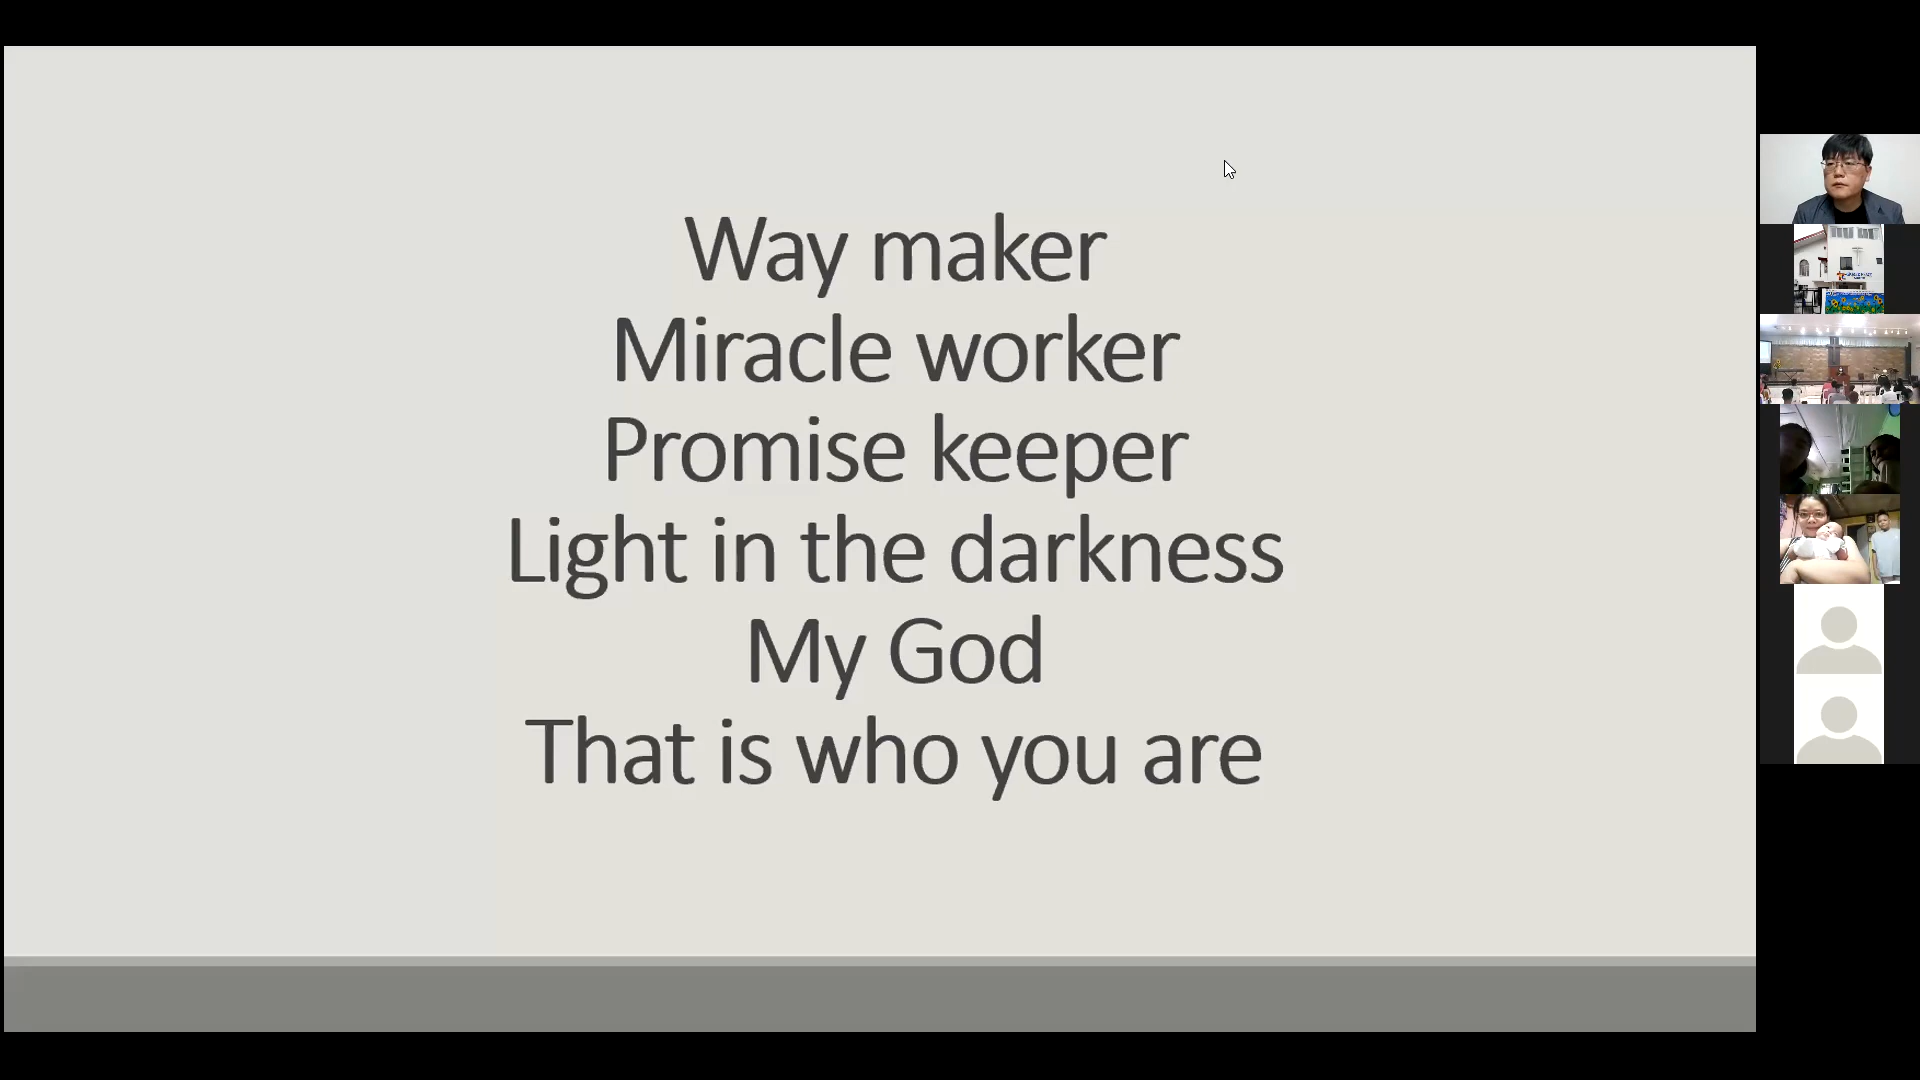 Way maker
Miracle worker
Promise keeper
Light in the darkness
My God
That is who you are